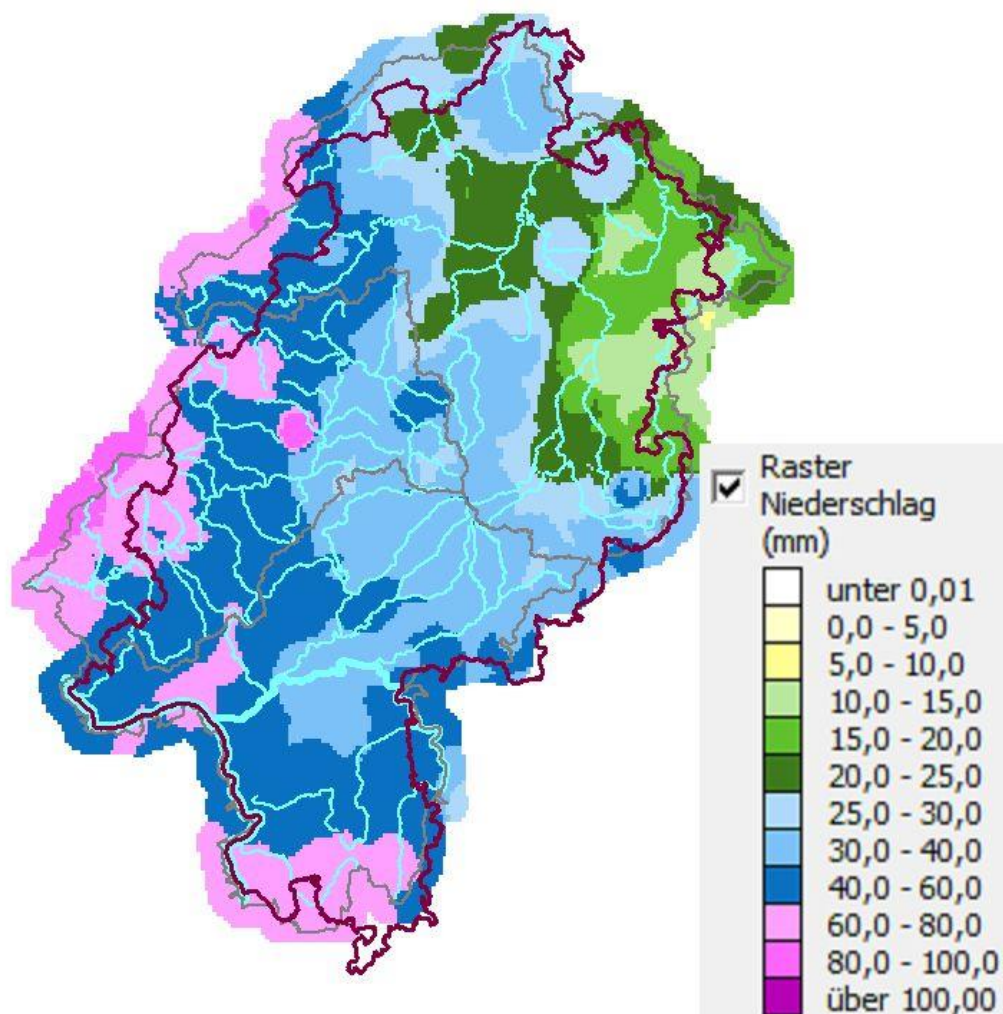 Raster
Niederschlag
(mm)
unter 0,01
0,0 - 5,0
5,0 - 10,0
10,0 - 15,0
15,0 - 20,0
20,0 - 25,0
25,0 - 30,0
30,0 - 40,0
40,0 - 60,0
60,0 - 80,0
80,0 - 100,0
über 100,00